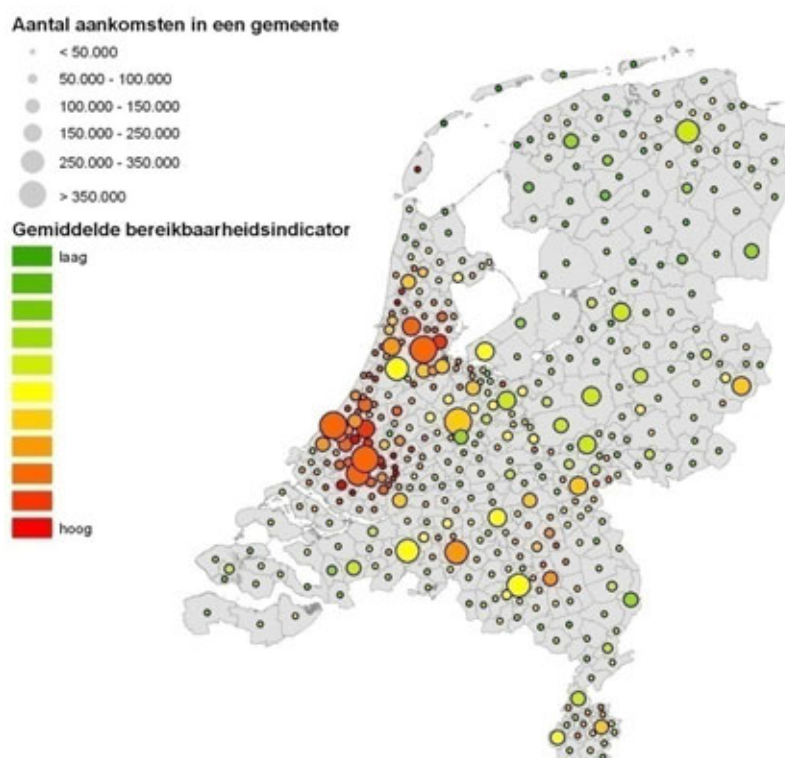 Aantal aankomsten in een gemeente
< 50.000
50.000 - 100.000
100.000 - 150.000
150.000 - 250.000
250.000 - 350.000
> 350.000
Gemiddelde bereikbaarheidsindicator
laag
hoog